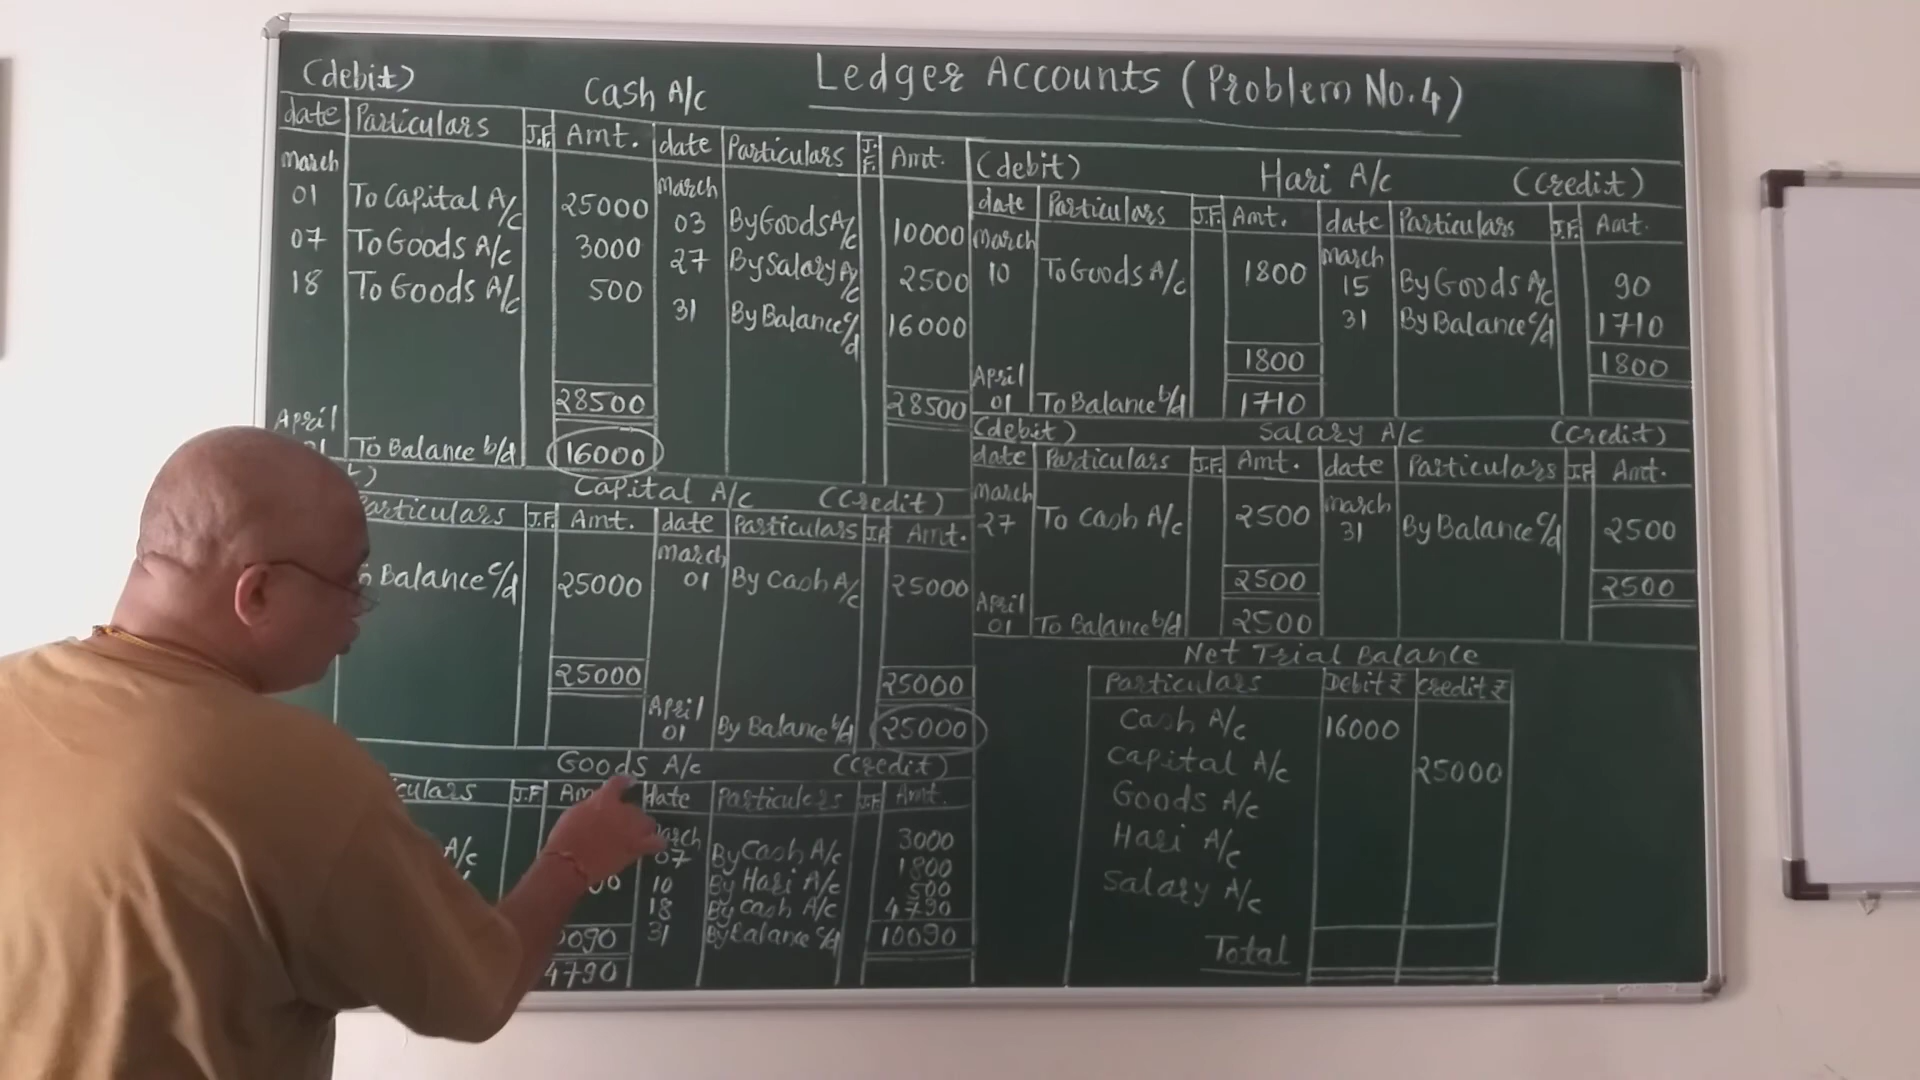 Ledger Accounts (Problem No.4)
(debit) Cash A/c
date Particulars J.F. Amt. date Particulars J.F. Amt.
March March
01 To Capital A/c 25000 03 By Goods A/c 10000
07 To Goods A/c 3000 27 By Salary A/c 2500
18 To Goods A/c 500 31 By Balance c/d 16000
28500 28500
April
To Balance b/d 16000
Capital A/c (Credit)
Particulars J.F. Amt. date Particulars J.F. Amt.
March
Balance c/d 25000 01 By Cash A/c 25000
25000 25000
April
01 By Balance b/d 25000
Goods A/c (Credit)
J.F date Particulars J.F Amt.
A/c 07 By Cash A/c 3000
10 By Hari A/c 1800
18 By Cash A/c 500
4790
31 By Balance c/d 10090
4790
(debit) Hari A/c (Credit)
date Particulars J.F. Amt. date Particulars J.F. Amt.
March March
10 To Goods A/c 1800 15 By Goods A/c 90
31 By Balance c/d 1710
1800 1800
April
01 To Balance b/d 1710
(debit) Salary A/c (Credit)
date Particulars J.F. Amt. date Particulars J.F. Amt.
March March
27 To Cash A/c 2500 31 By Balance c/d 2500
2500 2500
April
01 To Balance b/d 2500
Net Trial Balance
Particulars Debit ₹ Credit ₹
Cash A/c 16000
Capital A/c 25000
Goods A/c
Hari A/c
Salary A/c
Total